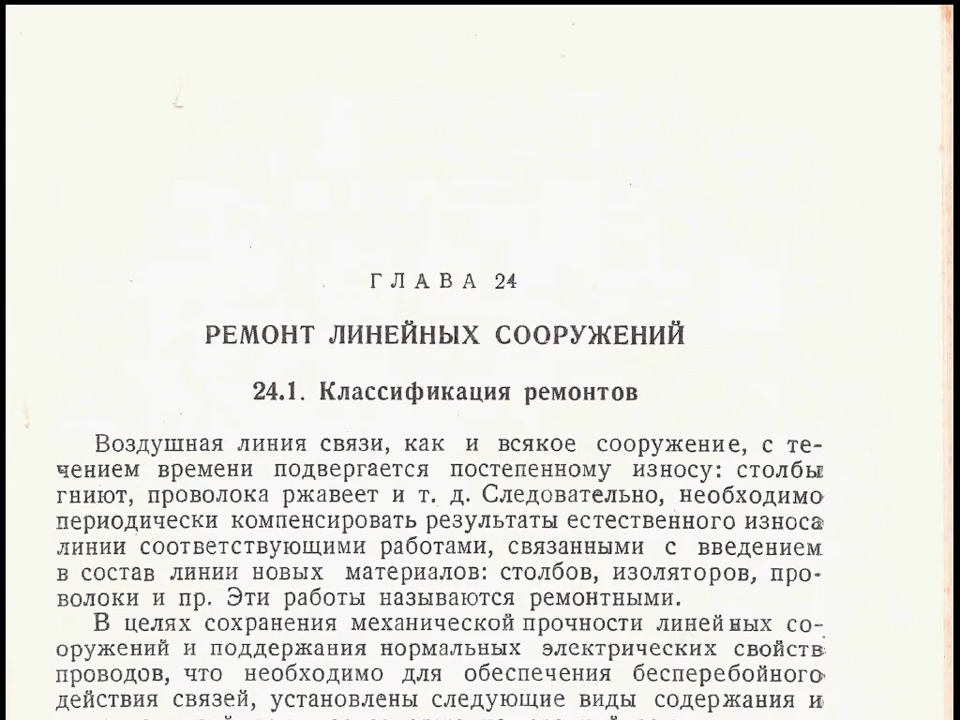 ГЛАВА 24
РЕМОНТ ЛИНЕЙНЫХ СООРУЖЕНИЙ
24.1. Классификация ремонтов
Воздушная линия связи, как и всякое сооружение, с те-
чением времени подвергается постепенному износу: столбы
гниют, проволока ржавеет и т. д. Следовательно, необходимо
периодически компенсировать результаты естественного износа
линии соответствующими работами, связанными с введением
в состав линии новых материалов: столбов, изоляторов, про-
волоки и пр. Эти работы называются ремонтными.
В целях сохранения механической прочности линейных со-
оружений и поддержания нормальных электрических свойств
проводов, что необходимо для обеспечения бесперебойного
действия связей, установлены следующие виды содержания и